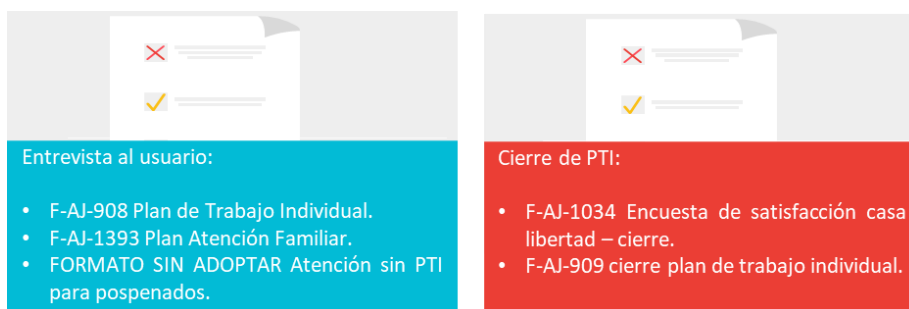 Entrevista al usuario:
• F-AJ-908 Plan de Trabajo Individual.
• F-AJ-1393 Plan Atención Familiar.
• FORMATO SIN ADOPTAR Atención sin PTI
para pospenados.
Cierre de PTI:
• F-AJ-1034 Encuesta de satisfacción casa
libertad – cierre.
• F-AJ-909 cierre plan de trabajo individual.